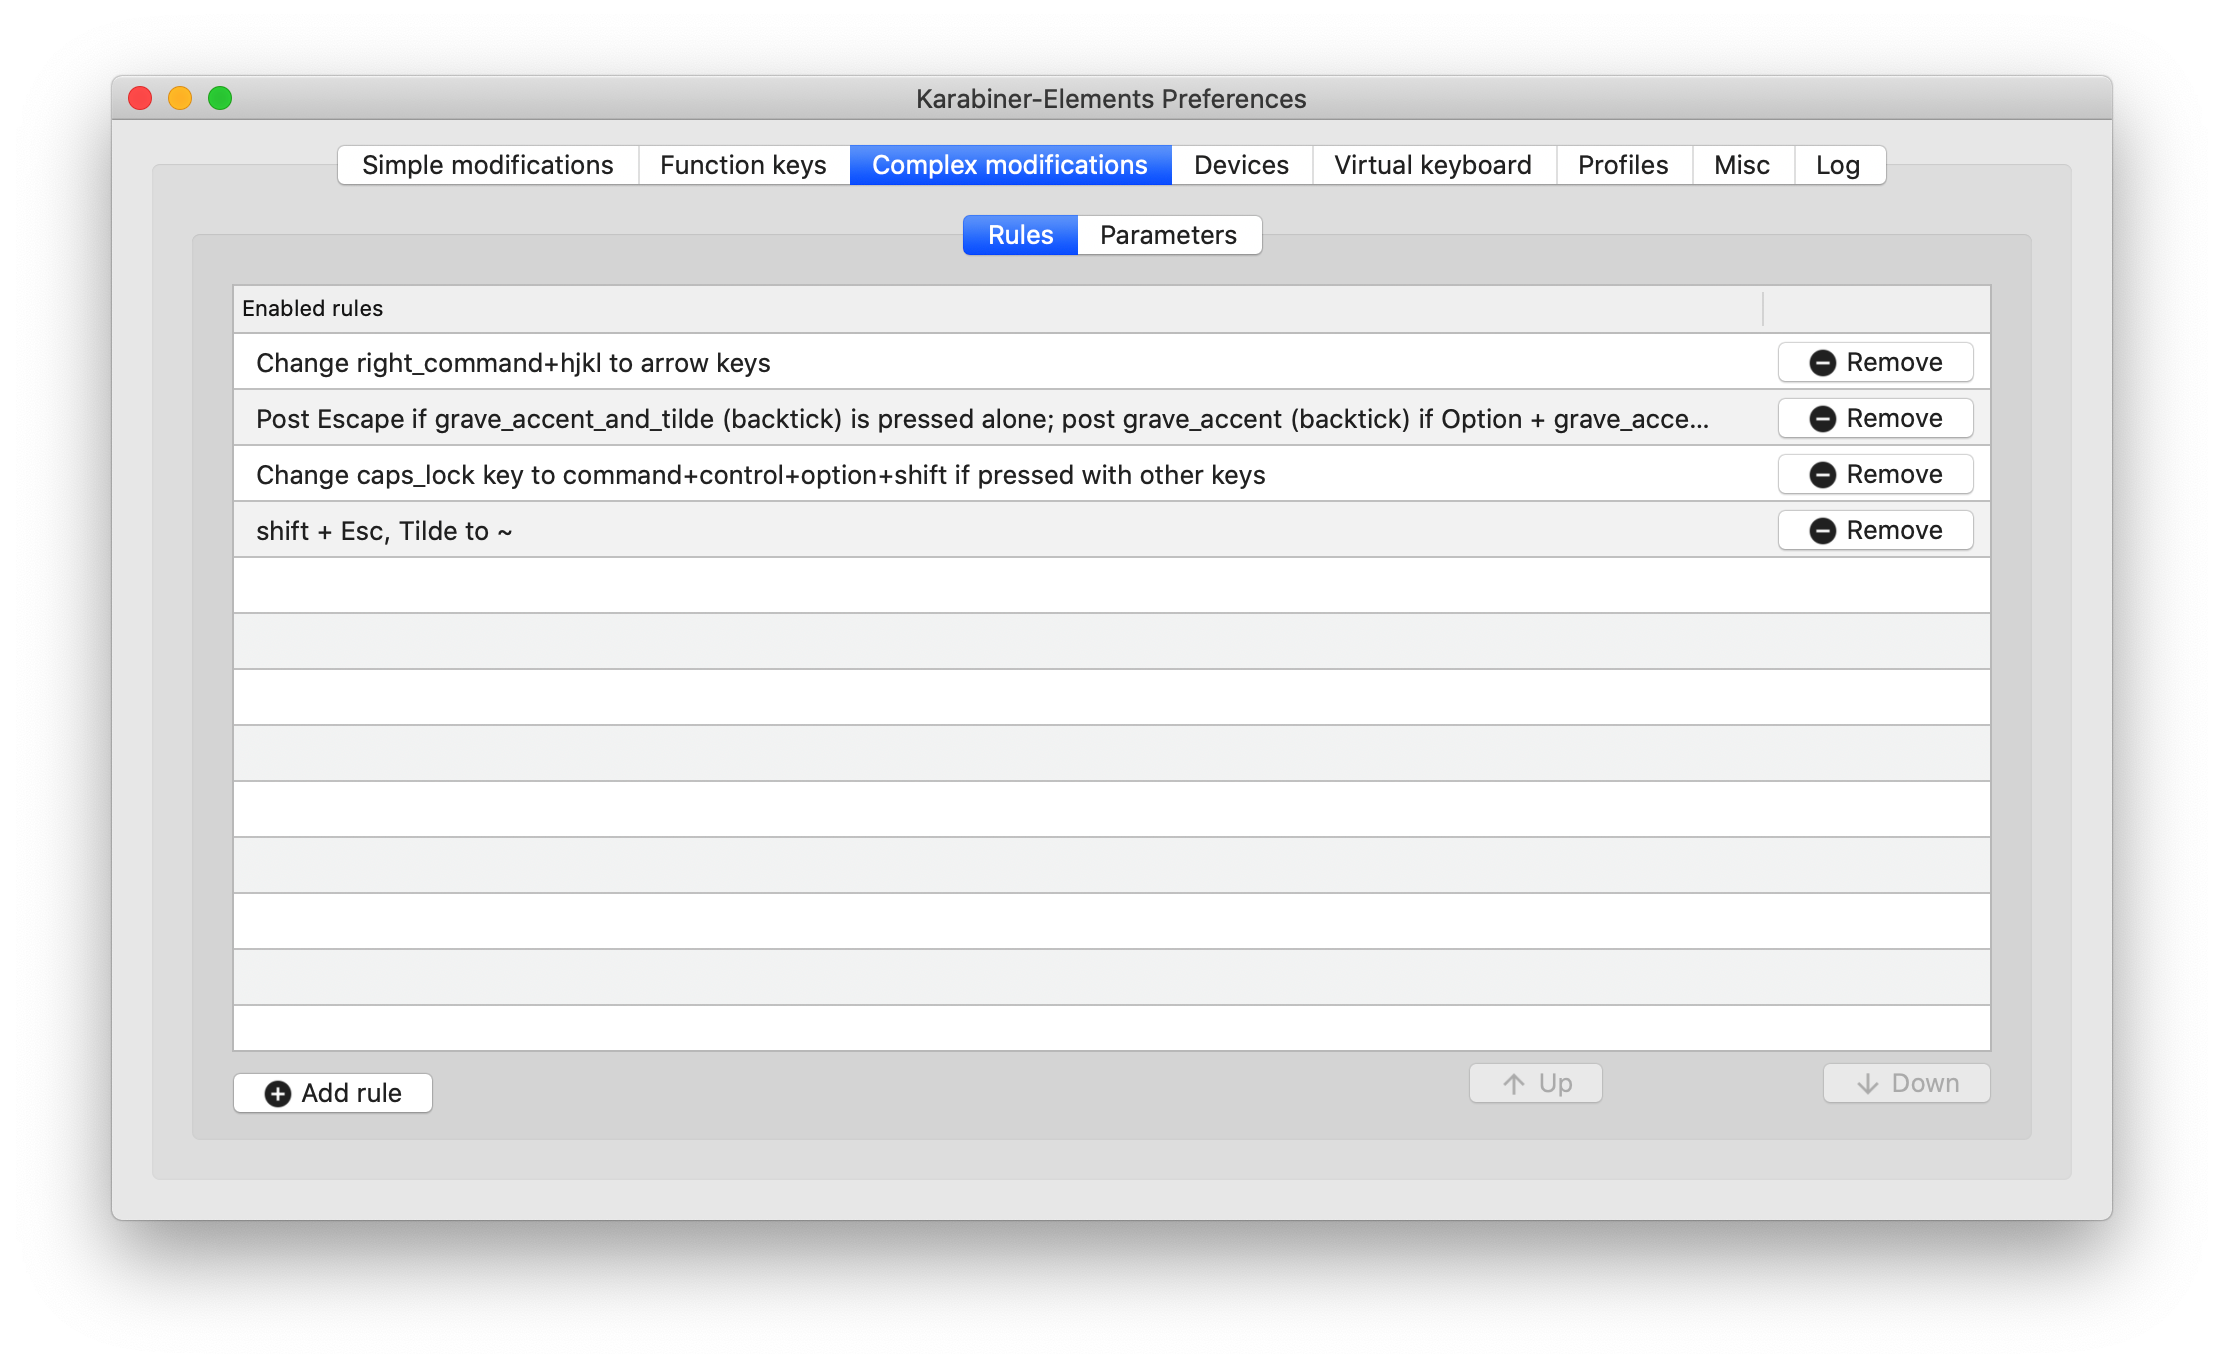 Karabiner-Elements Preferences
Simple modifications Function keys Complex modifications Devices Virtual keyboard Profiles Misc Log
Rules Parameters
Enabled rules
Change right_command+hjkl to arrow keys Remove
Post Escape if grave_accent_and_tilde (backtick) is pressed alone; post grave_accent (backtick) if Option + grave_acce... Remove
Change caps_lock key to command+control+option+shift if pressed with other keys Remove
shift + Esc, Tilde to ~ Remove
Add rule Up Down